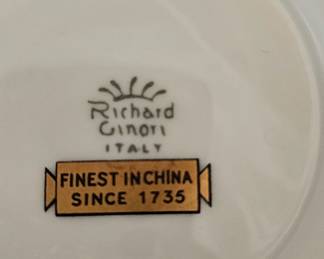 Richard
Ginori
ITALY
FINEST IN CHINA
SINCE 1735